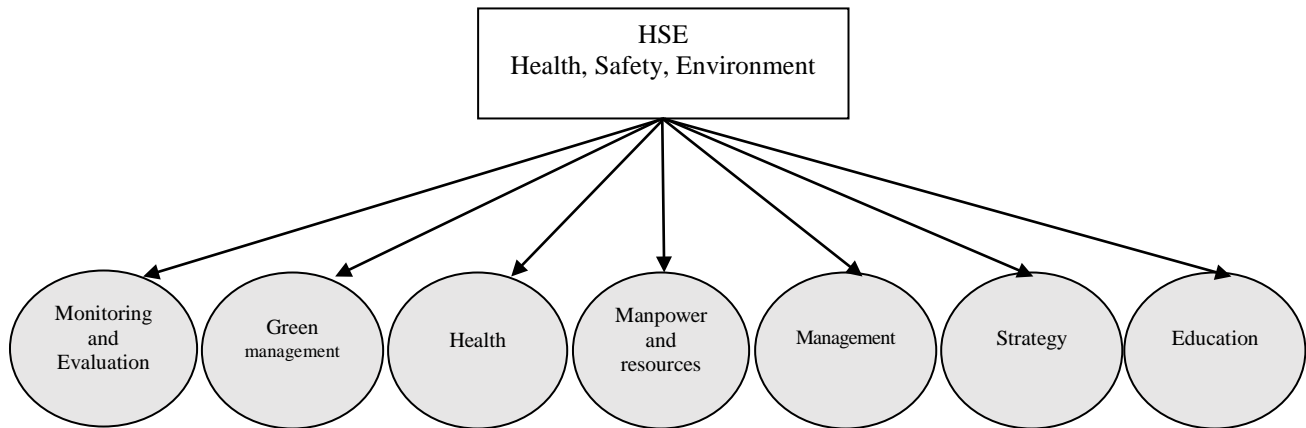 HSE
Health, Safety, Environment
Monitoring
and
Evaluation
Green
management
Health
Manpower
and
resources
Management
Strategy
Education